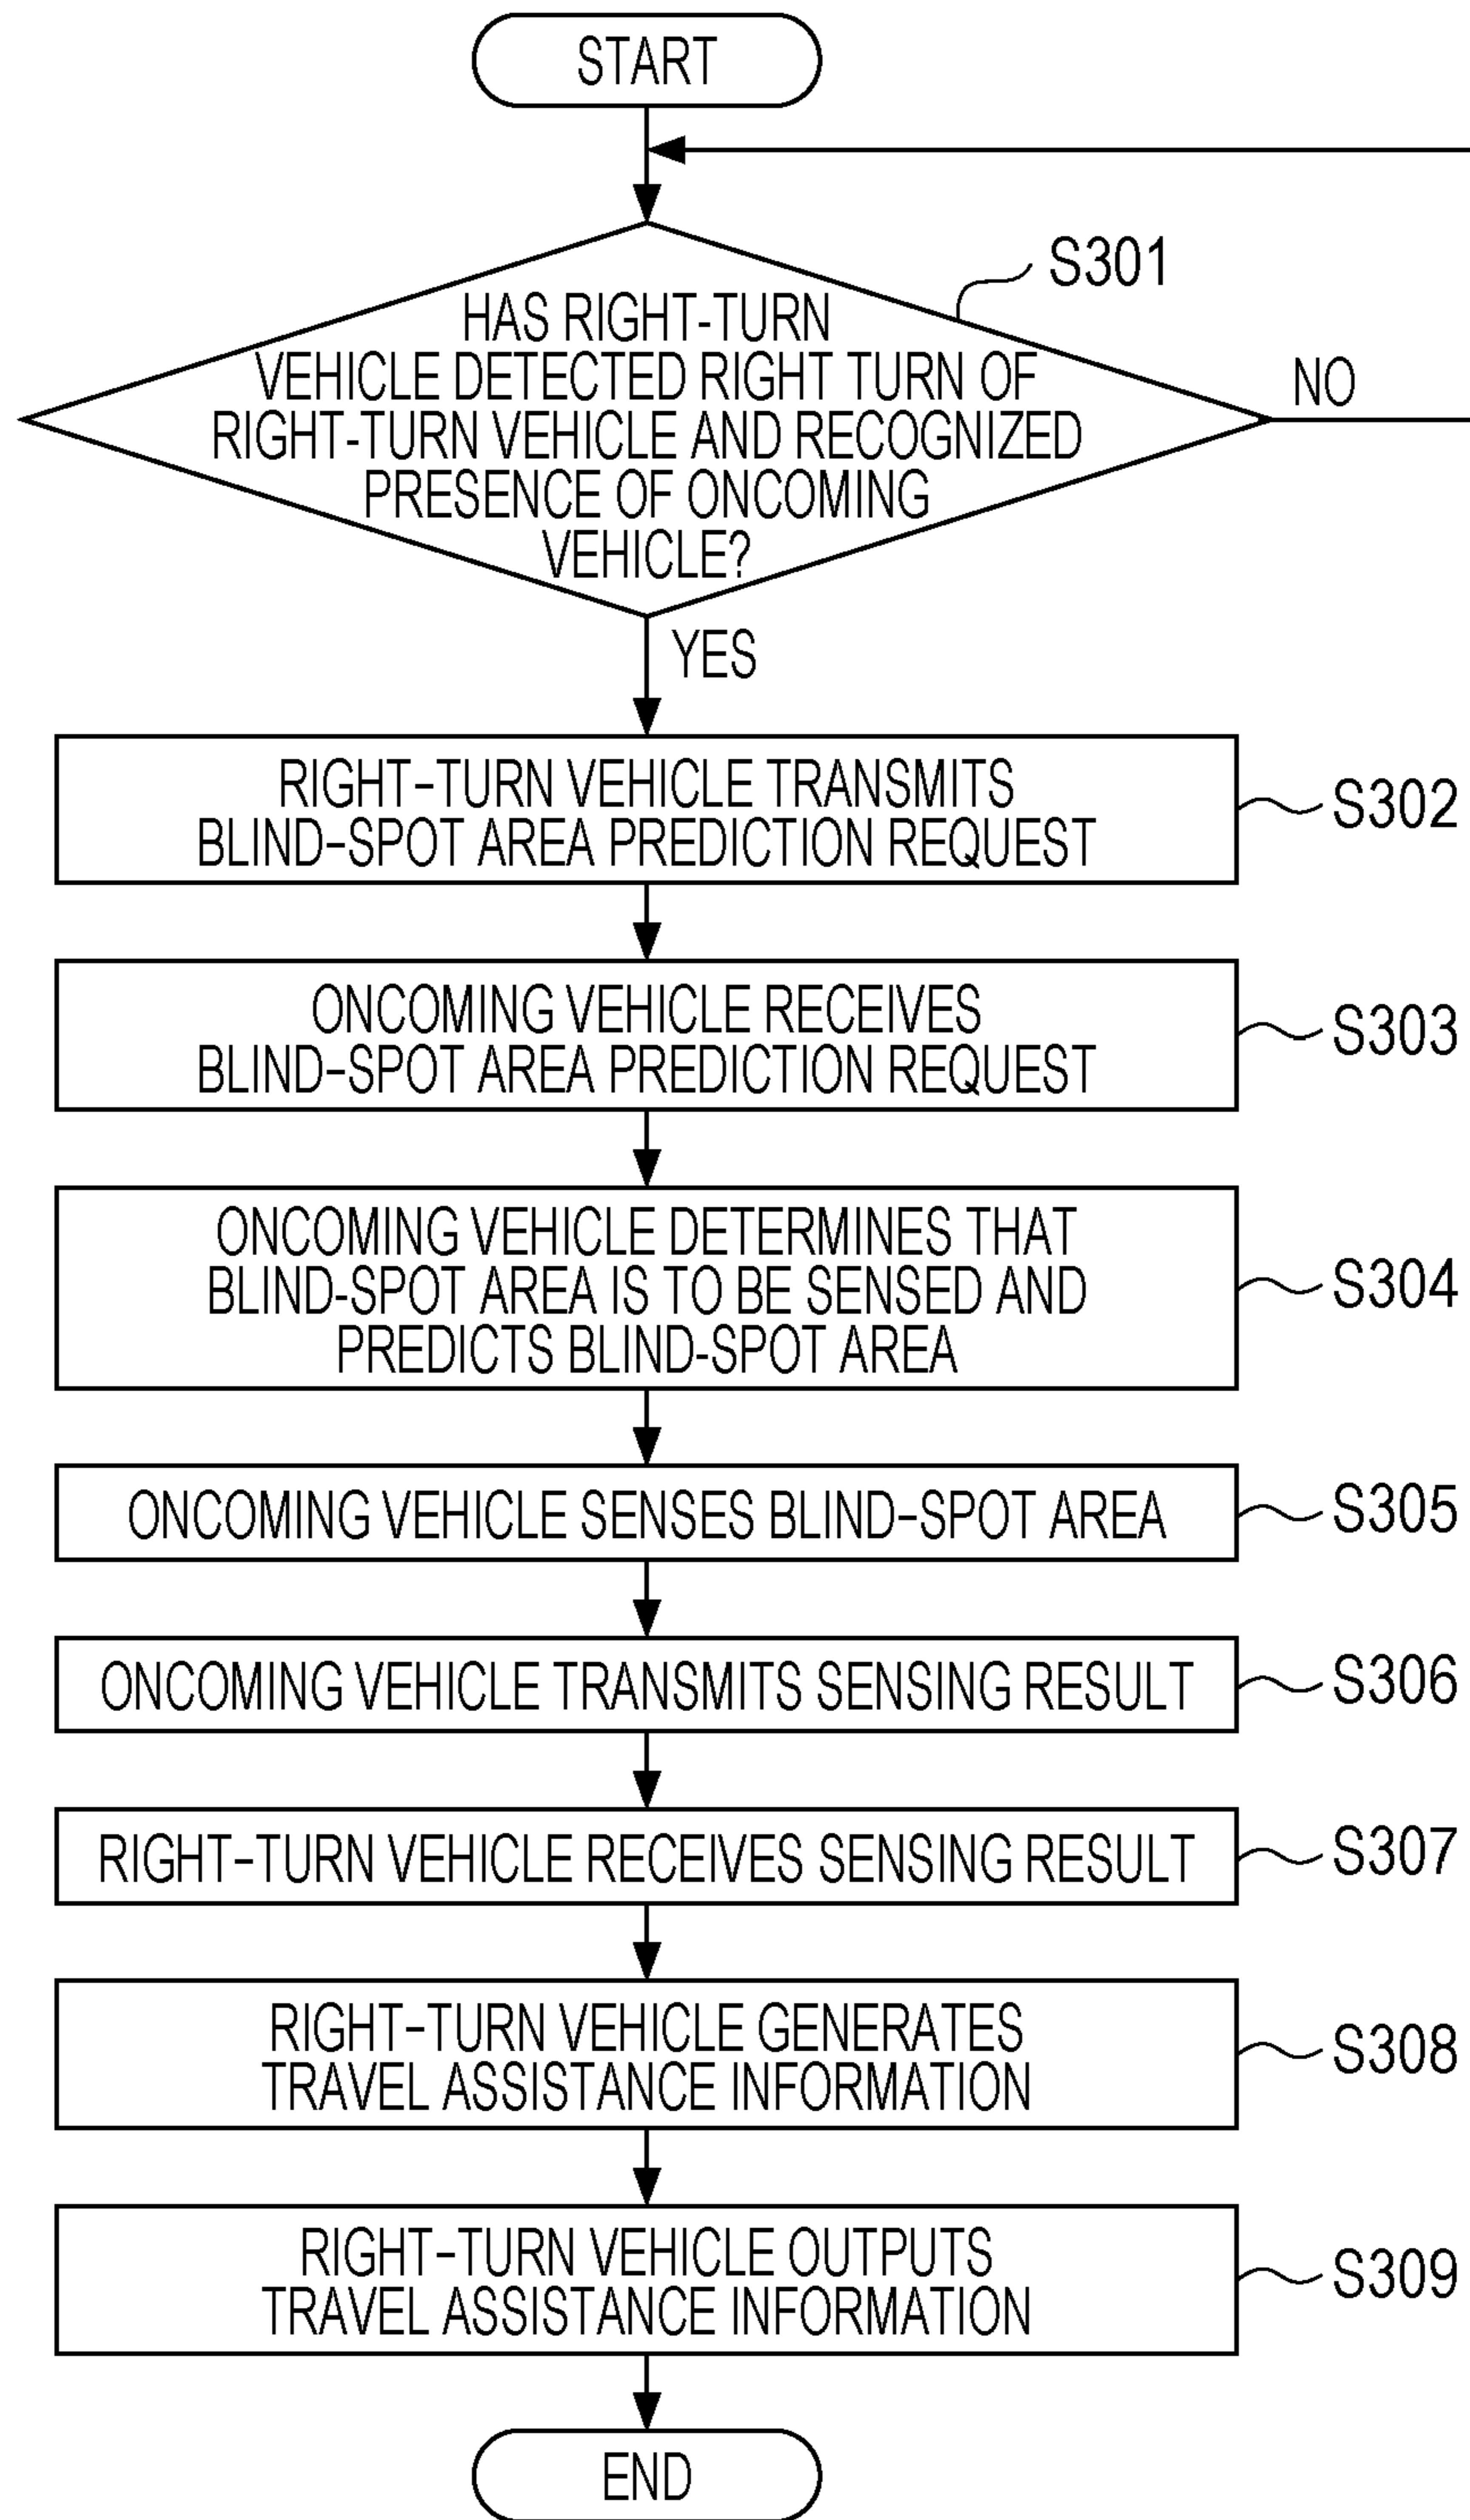 START
S301
HAS RIGHT-TURN
VEHICLE DETECTED RIGHT TURN OF
RIGHT-TURN VEHICLE AND RECOGNIZED
PRESENCE OF ONCOMING
VEHICLE?
NO
YES
RIGHT-TURN VEHICLE TRANSMITS
BLIND-SPOT AREA PREDICTION REQUEST
S302
ONCOMING VEHICLE RECEIVES
BLIND-SPOT AREA PREDICTION REQUEST
S303
ONCOMING VEHICLE DETERMINES THAT
BLIND-SPOT AREA IS TO BE SENSED AND
PREDICTS BLIND-SPOT AREA
S304
ONCOMING VEHICLE SENSES BLIND-SPOT AREA
S305
ONCOMING VEHICLE TRANSMITS SENSING RESULT
S306
RIGHT-TURN VEHICLE RECEIVES SENSING RESULT
S307
RIGHT-TURN VEHICLE GENERATES
TRAVEL ASSISTANCE INFORMATION
S308
RIGHT-TURN VEHICLE OUTPUTS
TRAVEL ASSISTANCE INFORMATION
S309
END